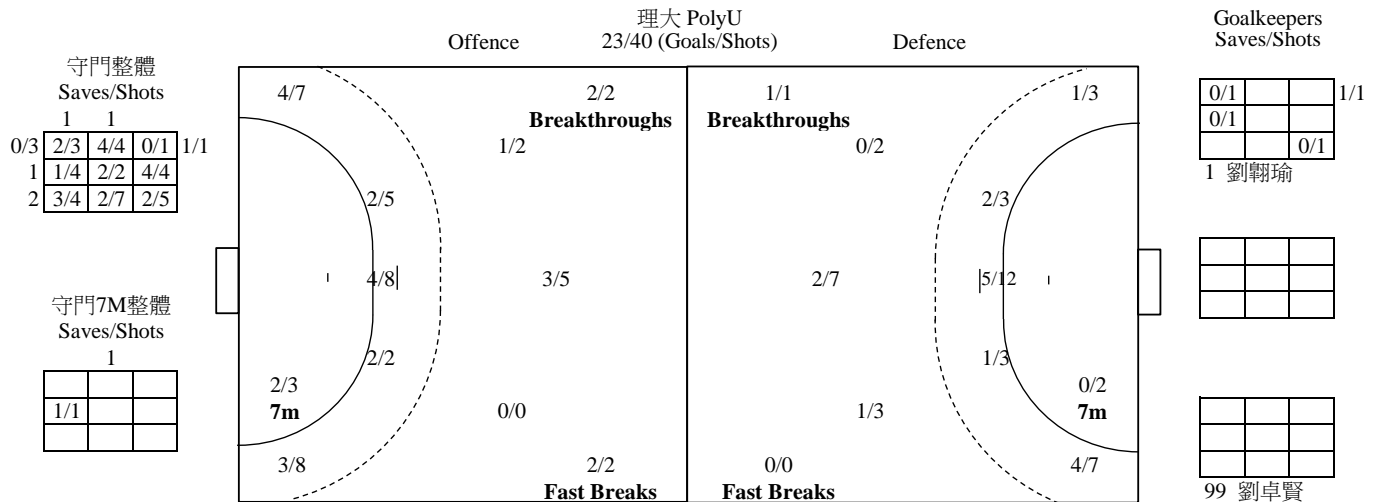 理大 PolyU
Offence 23/40 (Goals/Shots) Defence
Goalkeepers
Saves/Shots
守門整體
Saves/Shots
1 1
0/3 2/3 4/4 0/1 1/1
1 1/4 2/2 4/4
2 3/4 2/7 2/5
守門7M整體
Saves/Shots
1
1/1
4/7 2/2
Breakthroughs
1/2
2/5
4/8 3/5
2/2
2/3
7m 0/0
3/8 2/2
Fast Breaks
1/1 1/3
Breakthroughs
0/2
2/3
2/7 5/12
1/3
0/2
1/3 7m
0/0 4/7
Fast Breaks
0/1 1/1
0/1
0/1
1 劉翺瑜
99 劉卓賢